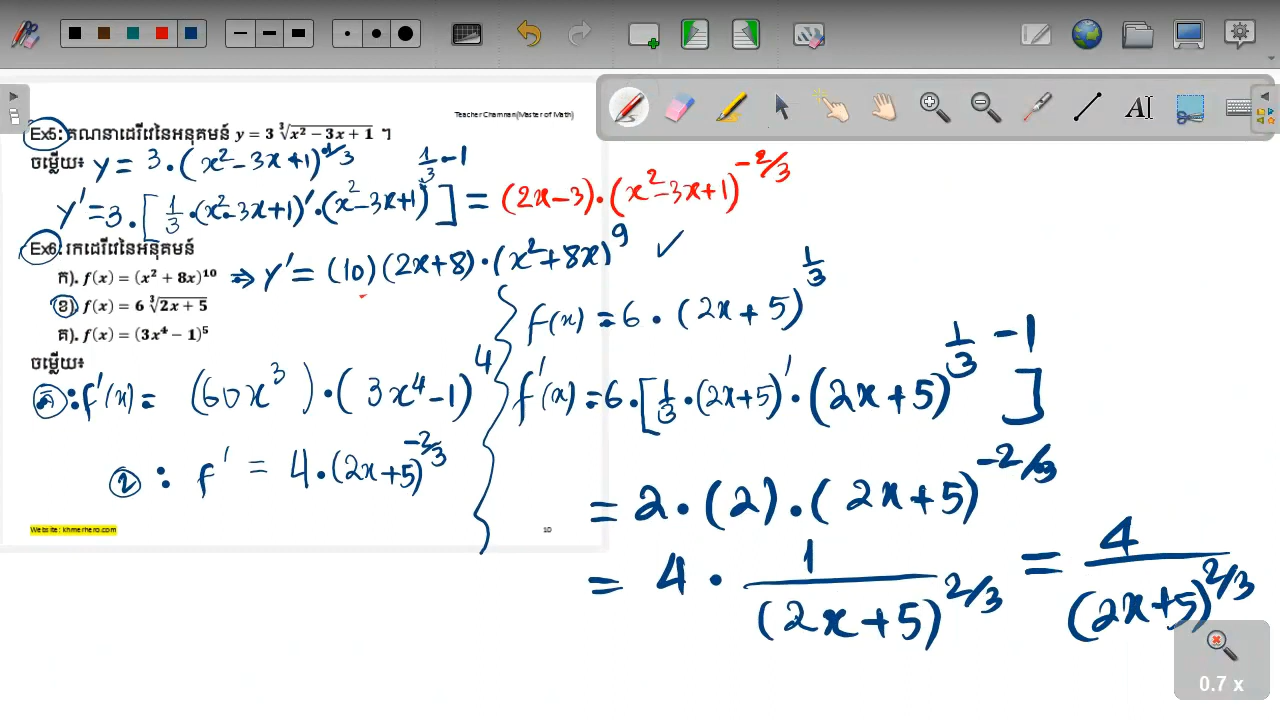 Teacher Chamnan(Master of Math)
Ex5: គណនាដេរីវេនៃអនុគមន៍ y = 3 ∛(x² − 3x + 1) ។
ចម្លើយ៖ y = 3·(x² − 3x + 1)^1/3
y' = 3·[1/3·(x² − 3x + 1)'·(x² − 3x + 1)^(1/3 − 1)] = (2x − 3)·(x² − 3x + 1)^−2/3
Ex6: រកដេរីវេនៃអនុគមន៍
ក). f(x) = (x² + 8x)¹⁰ ⇒ y' = (10)(2x + 8)·(x² + 8x)⁹ ✓
ខ). f(x) = 6 ∛(2x + 5)
គ). f(x) = (3x⁴ − 1)⁵
ចម្លើយ៖
គ: f'(x) = (60x³)·(3x⁴ − 1)⁴
ខ: f' = 4·(2x + 5)^−2/3
f(x) = 6·(2x + 5)^1/3
f'(x) = 6·[1/3·(2x + 5)'·(2x + 5)^(1/3 − 1)]
= 2·(2)·(2x + 5)^−2/3
= 4·1/(2x + 5)^2/3 = 4/(2x + 5)^2/3
Website: khmerhero.com
10
0.7 x